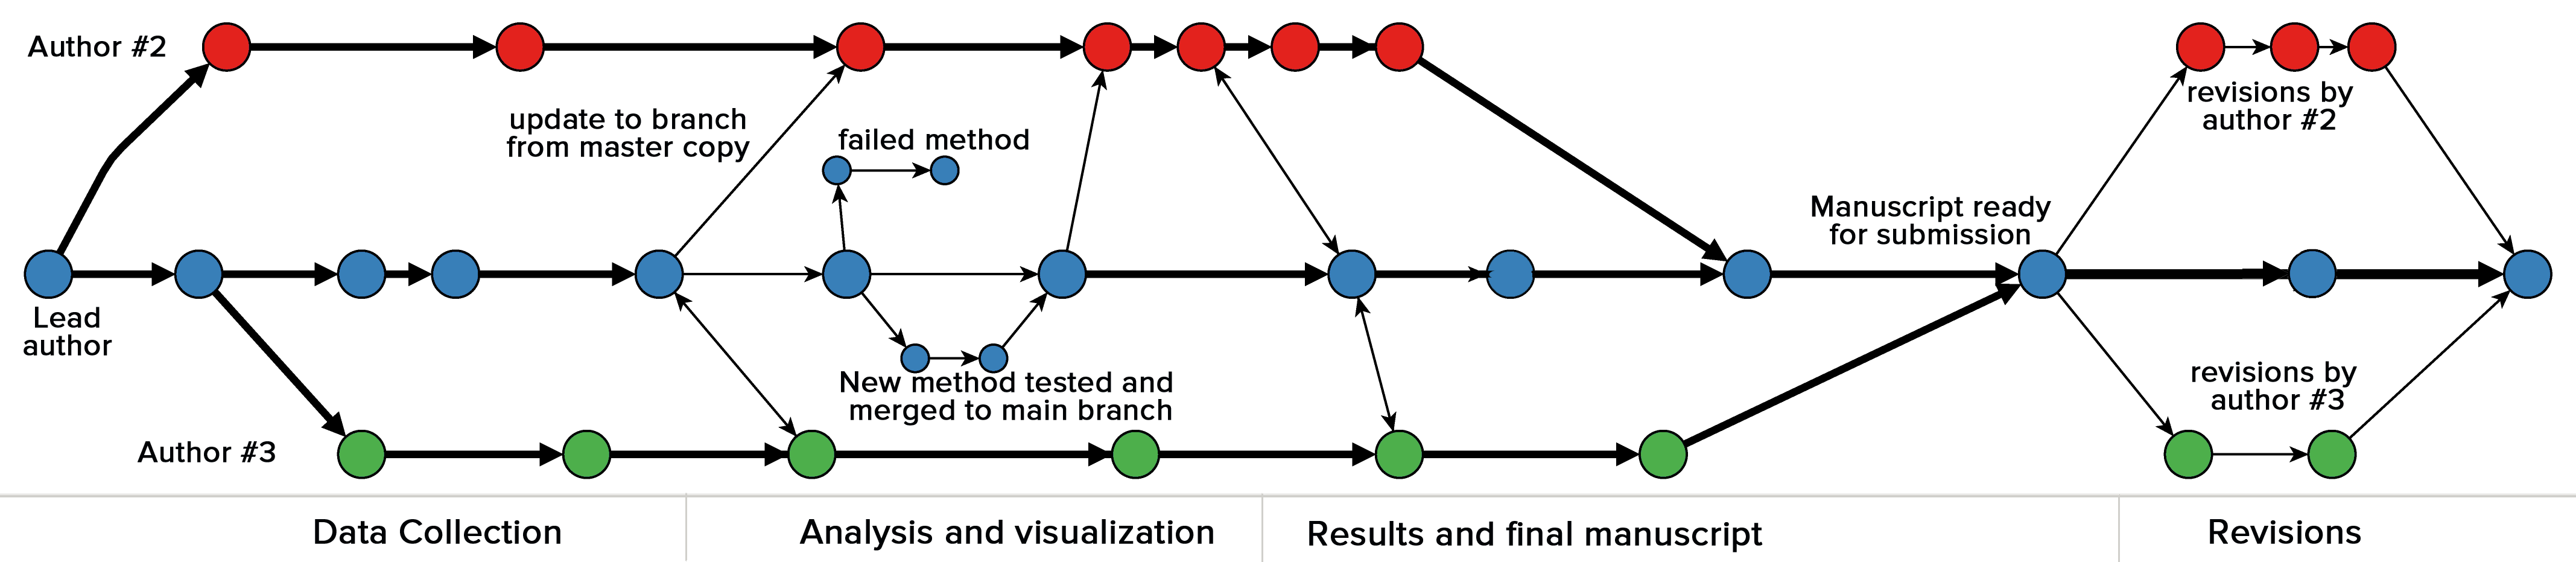 Author #2
update to branch
from master copy
failed method
Manuscript ready
for submission
revisions by
author #2
Lead
author
New method tested and
merged to main branch
revisions by
author #3
Author #3
Data Collection
Analysis and visualization
Results and final manuscript
Revisions